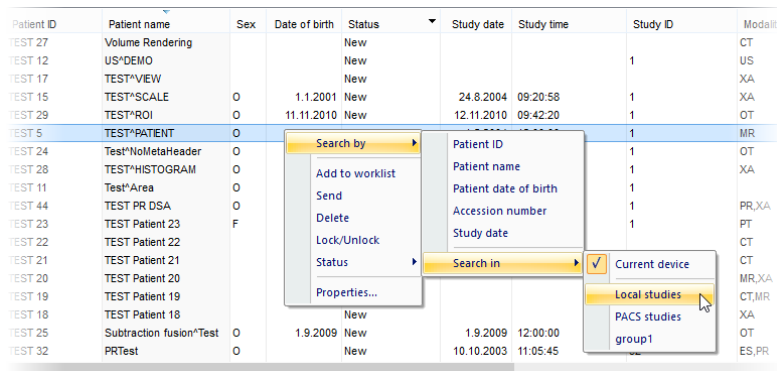 Patient ID Patient name Sex Date of birth Status Study date Study time Study ID Modalit
TEST 27 Volume Rendering New CT
TEST 12 US^DEMO New 1 US
TEST 17 TEST^VIEW New XA
TEST 15 TEST^SCALE O 1.1.2001 New 24.8.2004 09:20:58 1 XA
TEST 29 TEST^ROI O 11.11.2010 New 12.11.2010 09:42:20 1 OT
TEST 5 TEST^PATIENT O 1 MR
TEST 24 Test^NoMetaHeader O 1 OT
TEST 28 TEST^HISTOGRAM O 1 XA
TEST 11 Test^Area O 1
TEST 44 TEST PR DSA O 1 PR,XA
TEST 23 TEST Patient 23 F 1 PT
TEST 22 TEST Patient 22 CT
TEST 21 TEST Patient 21 CT
TEST 20 TEST Patient 20 MR,XA
TEST 19 TEST Patient 19 CT,MR
TEST 18 TEST Patient 18 New XA
TEST 25 Subtraction fusion^Test O 1.9.2009 New 1.9.2009 12:00:00 OT
TEST 32 PRTest O New 10.10.2003 11:05:45 ES,PR
Search by
Add to worklist
Send
Delete
Lock/Unlock
Status
Properties...
Patient ID
Patient name
Patient date of birth
Accession number
Study date
Search in
Current device
Local studies
PACS studies
group1